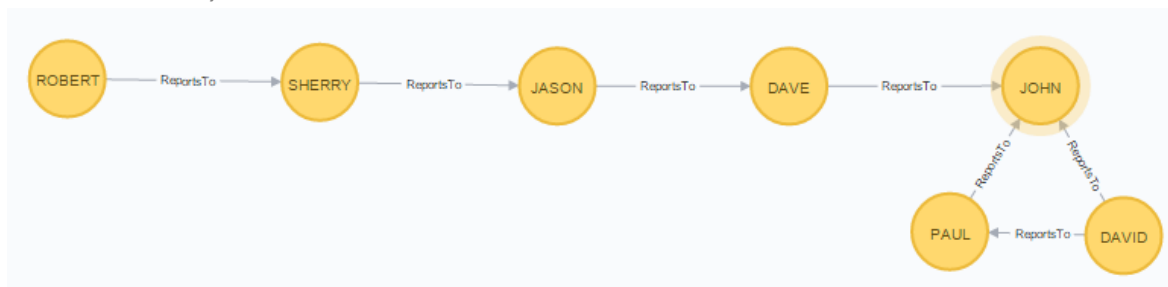 ROBERT
ReportsTo
SHERRY
ReportsTo
JASON
ReportsTo
DAVE
ReportsTo
JOHN
ReportsTo
ReportsTo
PAUL
ReportsTo
DAVID